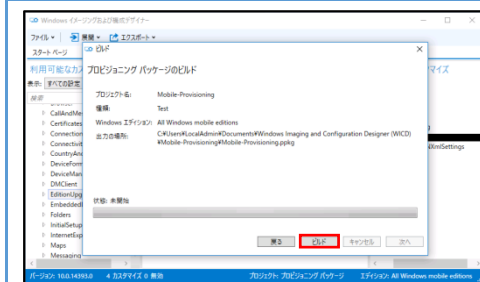 Windows イメージングおよび構成デザイナー
ファイル 展開 エクスポート
スタート ページ
ビルド
利用可能なカス
マイズ
表示: すべての設定
検索
プロビジョニング パッケージのビルド
プロジェクト名: Mobile-Provisioning
種類: Test
Windows エディション: All Windows mobile editions
出力の場所: C:¥Users¥LocalAdmin¥Documents¥Windows Imaging and Configuration Designer (WICD)
¥Mobile-Provisioning¥Mobile-Provisioning.ppkg
CallAndMe
Certificates
Connection
Connectivit
CountryAn
DeviceForm
DeviceMan
DMClient
EditionUpg
Embedded
Folders
InitialSetup
InternetExp
Maps
Messaging
NXmlSettings
状態: 未開始
戻る ビルド キャンセル 次へ
バージョン: 10.0.14393.0 4 カスタマイズ 0 無効 プロジェクト: プロビジョニング パッケージ エディション: All Windows mobile editions